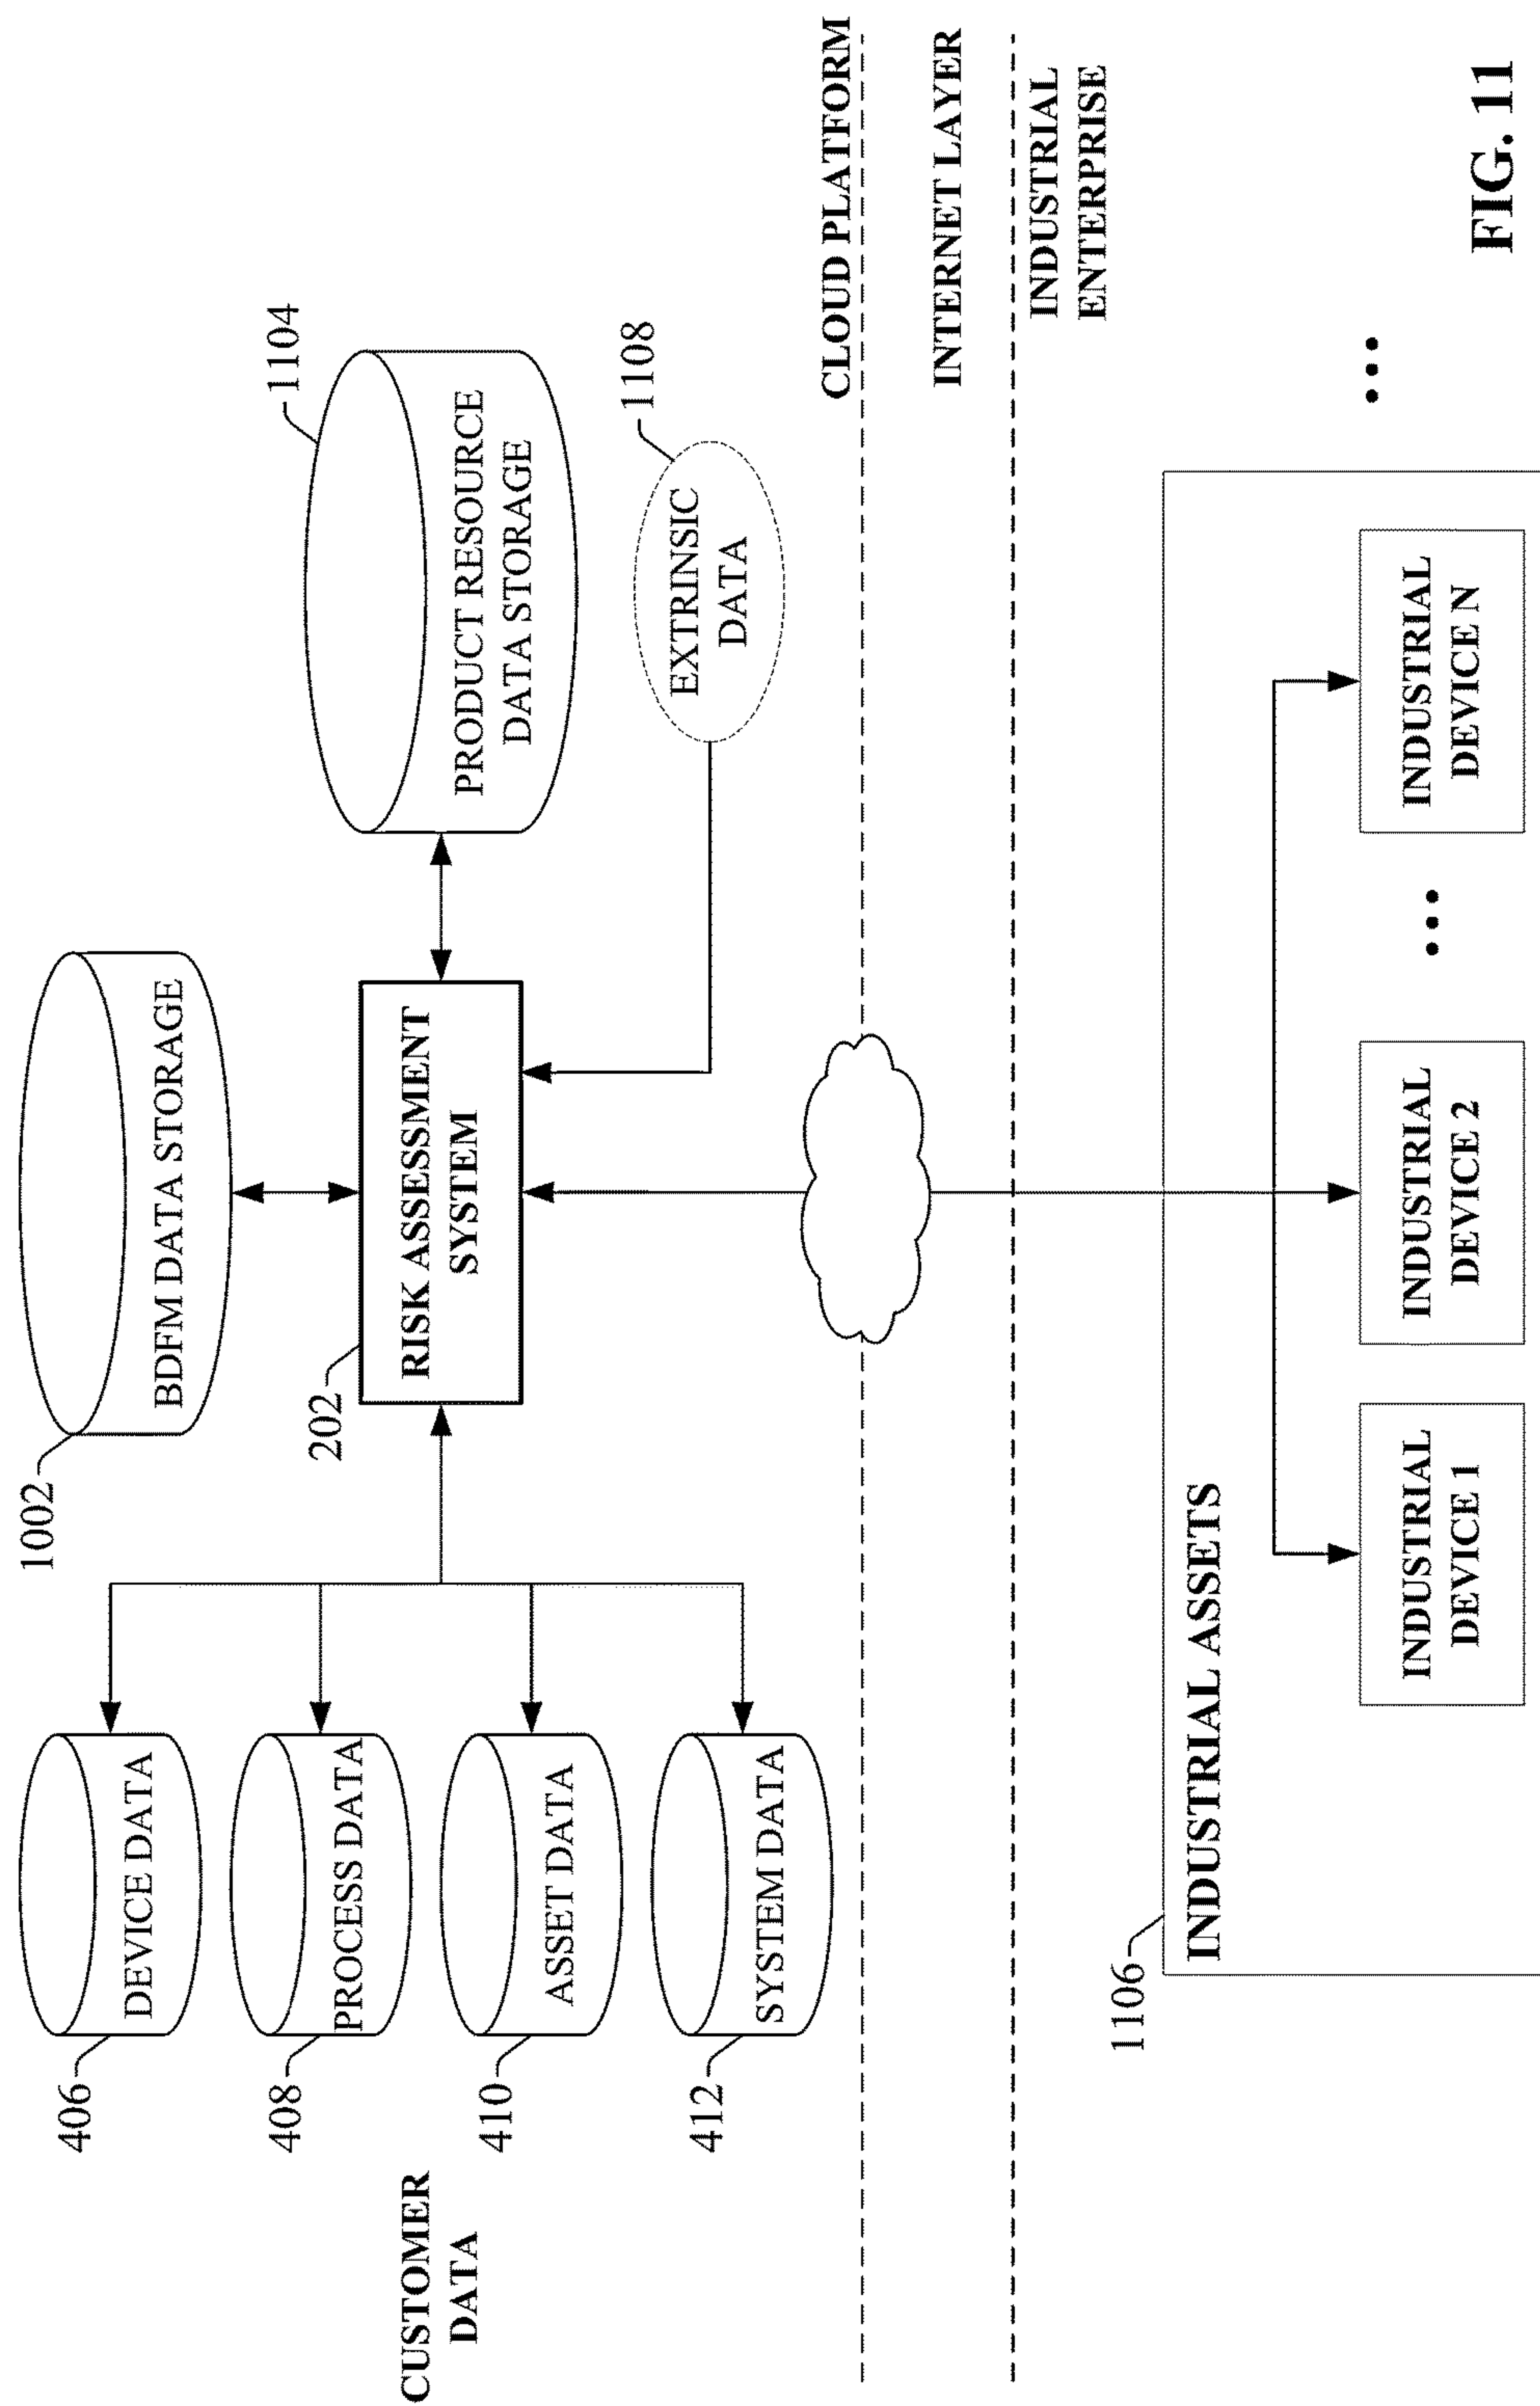 1002
BDFM DATA STORAGE
406
DEVICE DATA
408
PROCESS DATA
410
ASSET DATA
412
SYSTEM DATA
CUSTOMER
DATA
202
RISK ASSESSMENT
SYSTEM
1104
PRODUCT RESOURCE
DATA STORAGE
1108
EXTRINSIC
DATA
CLOUD PLATFORM
INTERNET LAYER
INDUSTRIAL
ENTERPRISE
1106
INDUSTRIAL ASSETS
INDUSTRIAL
DEVICE 1
INDUSTRIAL
DEVICE 2
•••
INDUSTRIAL
DEVICE N
•••
FIG. 11